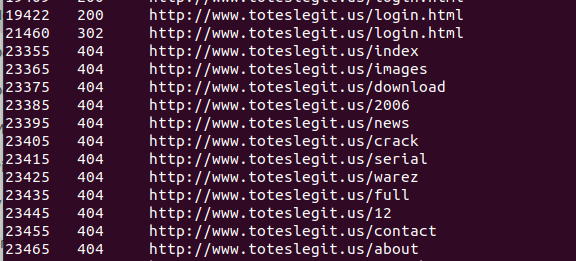 19422 200 http://www.toteslegit.us/login.html
21460 302 http://www.toteslegit.us/login.html
23355 404 http://www.toteslegit.us/index
23365 404 http://www.toteslegit.us/images
23375 404 http://www.toteslegit.us/download
23385 404 http://www.toteslegit.us/2006
23395 404 http://www.toteslegit.us/news
23405 404 http://www.toteslegit.us/crack
23415 404 http://www.toteslegit.us/serial
23425 404 http://www.toteslegit.us/warez
23435 404 http://www.toteslegit.us/full
23445 404 http://www.toteslegit.us/12
23455 404 http://www.toteslegit.us/contact
23465 404 http://www.toteslegit.us/about